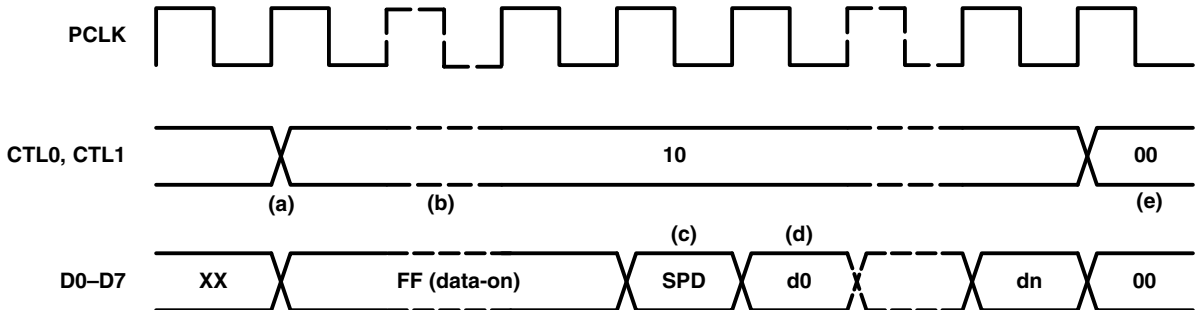 PCLK
CTL0, CTL1
10
00
(a)
(b)
(e)
(c)
(d)
D0–D7
XX
FF (data-on)
SPD
d0
dn
00